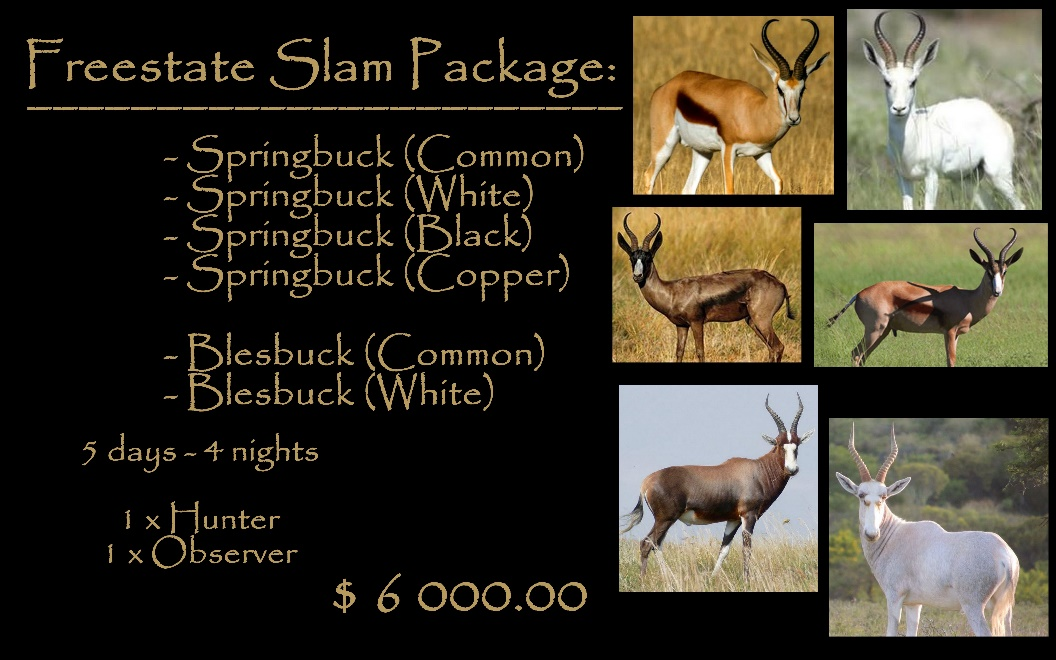 Freestate Slam Package:
- Springbuck (Common)
- Springbuck (White)
- Springbuck (Black)
- Springbuck (Copper)
- Blesbuck (Common)
- Blesbuck (White)
5 days - 4 nights
1 x Hunter
1 x Observer
$ 6 000.00